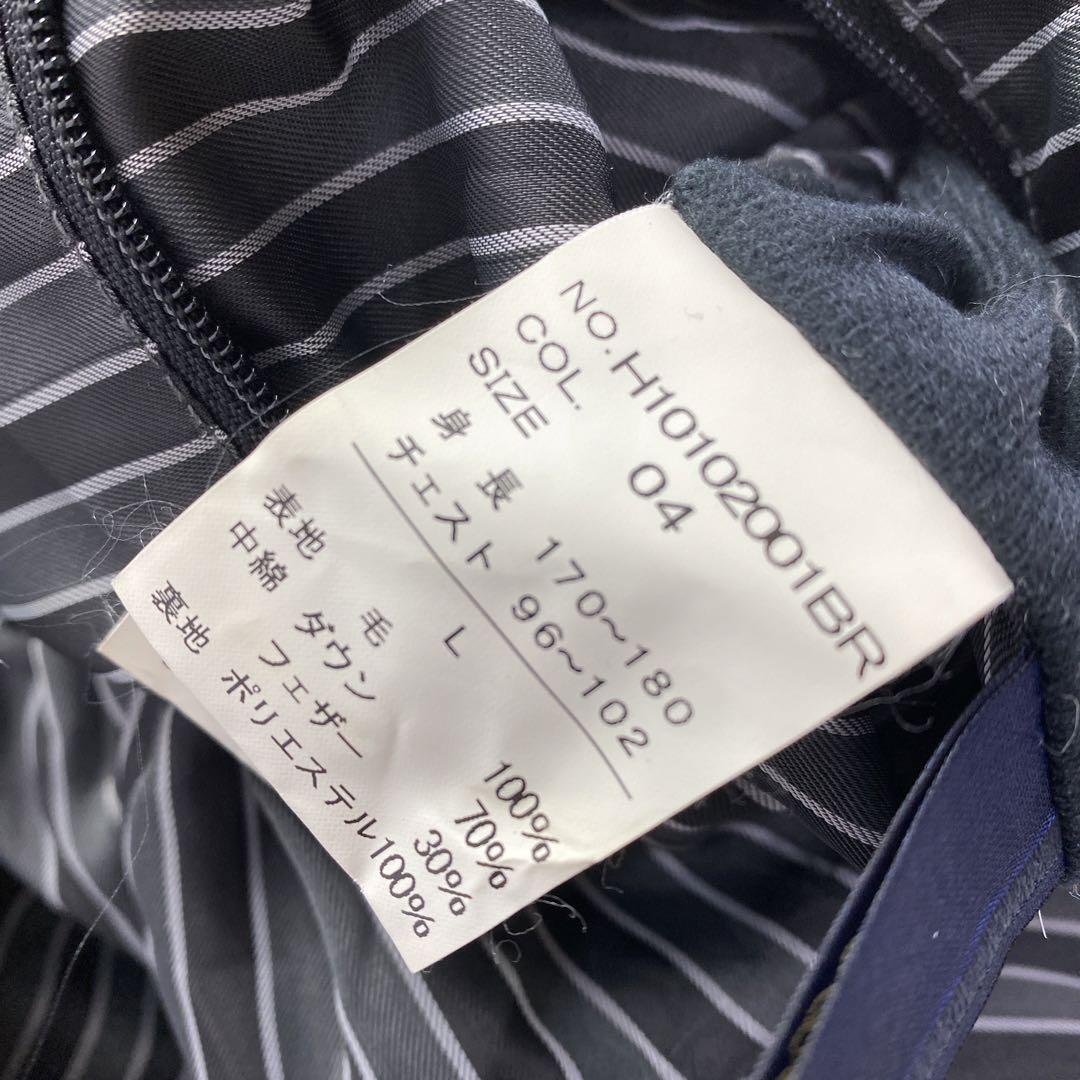 NO.H10102001BR
COL. 04
SIZE
身長 170~180
チェスト 96~102
L
表地 毛 100%
中綿 ダウン 70%
フェザー 30%
裏地 ポリエステル100%